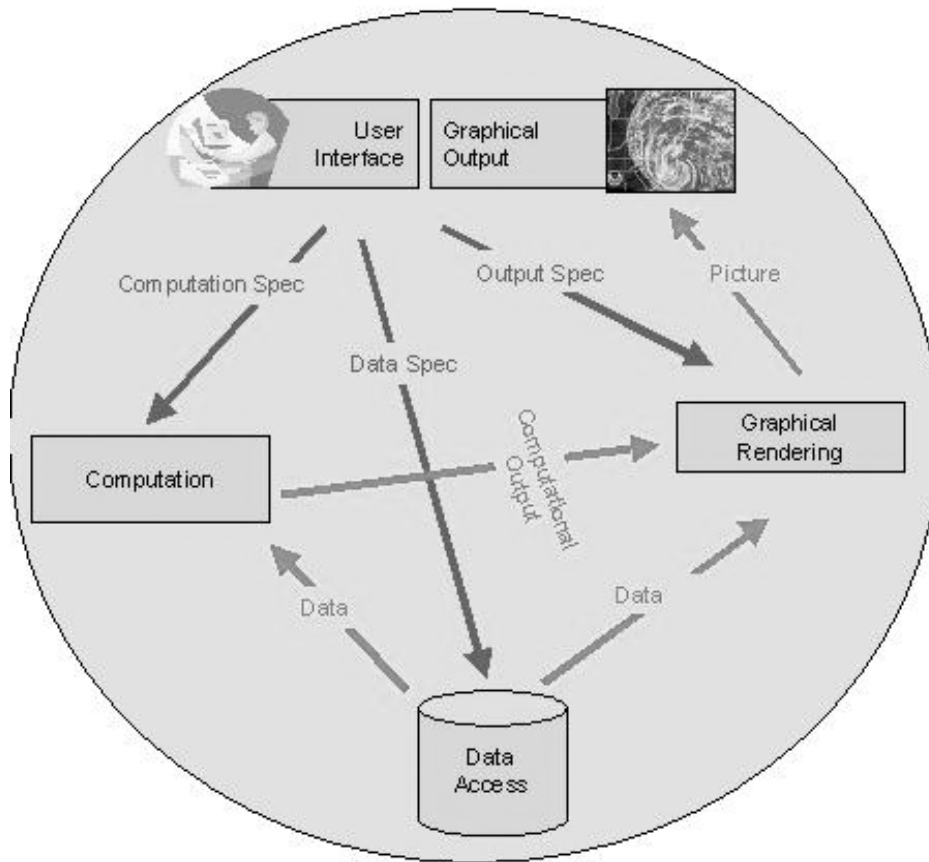 User
Interface
Graphical
Output
Computation Spec
Output Spec
Picture
Data Spec
Computational
Output
Graphical
Rendering
Computation
Data
Data
Data
Access